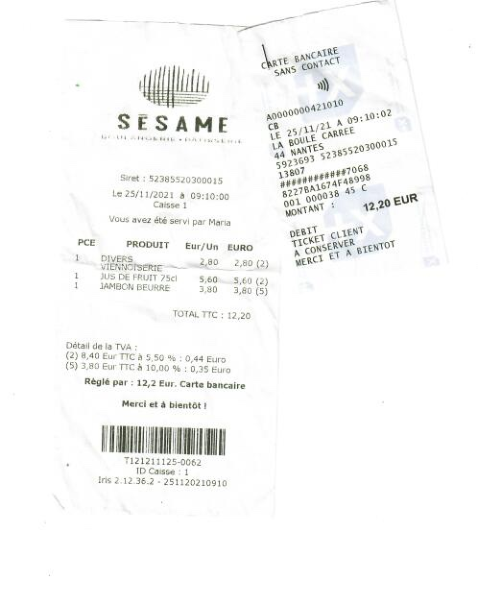 SÉSAME
BOULANGERIE • PATISSERIE
Siret : 52385520300015
Le 25/11/2021 à 09:10:00
Caisse 1
Vous avez été servi par Maria
PCE PRODUIT Eur/Un EURO
1 DIVERS VIENNOISERIE 2,80 2,80 (2)
1 JUS DE FRUIT 75cl 5,60 5,60 (2)
1 JAMBON BEURRE 3,80 3,80 (5)
TOTAL TTC : 12,20
Détail de la TVA :
(2) 8,40 Eur TTC à 5,50 % : 0,44 Euro
(5) 3,80 Eur TTC à 10,00 % : 0,35 Euro
Réglé par : 12,2 Eur. Carte bancaire
Merci et à bientôt !
T121211125-0062
ID Caisse : 1
Iris 2.12.36.2 - 251120210910
CARTE BANCAIRE
SANS CONTACT
A0000000421010
CB
LE 25/11/21 A 09:10:02
LA BOULE CARREE
44 NANTES
5923693 52385520300015
13807
############7068
8227BA1674F48998
001 000038 45 C
MONTANT : 12,20 EUR
DEBIT
TICKET CLIENT
A CONSERVER
MERCI ET A BIENTOT